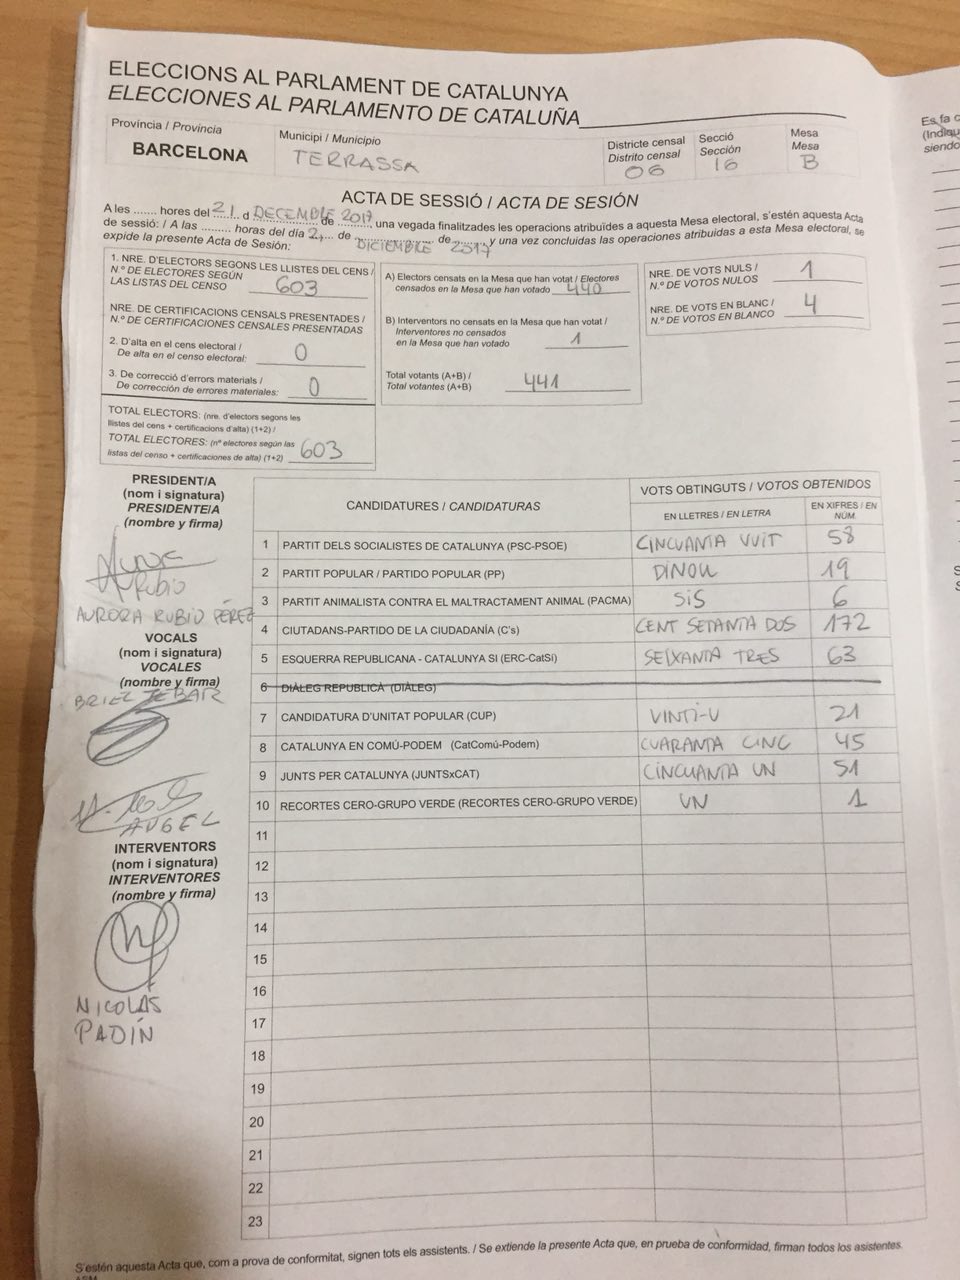 ELECCIONS AL PARLAMENT DE CATALUNYA
ELECCIONES AL PARLAMENTO DE CATALUÑA
Província / Provincia
BARCELONA
Municipi / Municipio
TERRASSA
Districte censal
Distrito censal
06
Secció
Sección
16
Mesa
Mesa
B
ACTA DE SESSIÓ / ACTA DE SESIÓN
A les ....... hores del 21 d DECEMBRE de 2017 una vegada finalitzades les operacions atribuïdes a aquesta Mesa electoral, s'estén aquesta Acta
de sessió: / A las ......... horas del día 2... de DICIEMBRE de 2017 y una vez concluidas las operaciones atribuidas a esta Mesa electoral, se
expide la presente Acta de Sesión:
1. NRE. D'ELECTORS SEGONS LES LLISTES DEL CENS /
N.º DE ELECTORES SEGÚN
LAS LISTAS DEL CENSO 603
NRE. DE CERTIFICACIONS CENSALS PRESENTADES /
N.º DE CERTIFICACIONES CENSALES PRESENTADAS
2. D'alta en el cens electoral /
De alta en el censo electoral: 0
3. De correcció d'errors materials /
De corrección de errores materiales: 0
TOTAL ELECTORS: (nre. d'electors segons les
llistes del cens + certificacions d'alta) (1+2) /
TOTAL ELECTORES: (nº electores según las
listas del censo + certificaciones de alta) (1+2) 603
A) Electors censats en la Mesa que han votat / Electores
censados en la Mesa que han votado 440
B) Interventors no censats en la Mesa que han votat /
Interventores no censados
en la Mesa que han votado 1
Total votants (A+B) /
Total votantes (A+B) 441
NRE. DE VOTS NULS /
N.º DE VOTOS NULOS 1
NRE. DE VOTS EN BLANC /
N.º DE VOTOS EN BLANCO 4
PRESIDENT/A
(nom i signatura)
PRESIDENTE/A
(nombre y firma)
Rubio
AURORA RUBIO PÉREZ
VOCALS
(nom i signatura)
VOCALES
(nombre y firma)
ANGEL
INTERVENTORS
(nom i signatura)
INTERVENTORES
(nombre y firma)
NICOLÁS
PADÍN
CANDIDATURES / CANDIDATURAS
VOTS OBTINGUTS / VOTOS OBTENIDOS
EN LLETRES / EN LETRA
EN XIFRES / EN NÚM.
1 PARTIT DELS SOCIALISTES DE CATALUNYA (PSC-PSOE) CINCUANTA VUIT 58
2 PARTIT POPULAR / PARTIDO POPULAR (PP) DINOU 19
3 PARTIT ANIMALISTA CONTRA EL MALTRACTAMENT ANIMAL (PACMA) SIS 6
4 CIUTADANS-PARTIDO DE LA CIUDADANÍA (C's) CENT SETANTA DOS 172
5 ESQUERRA REPUBLICANA - CATALUNYA SI (ERC-CatSí) SEIXANTA TRES 63
6 DIÀLEG REPUBLICÀ (DIÀLEG)
7 CANDIDATURA D'UNITAT POPULAR (CUP) VINTI-U 21
8 CATALUNYA EN COMÚ-PODEM (CatComú-Podem) CUARANTA CINC 45
9 JUNTS PER CATALUNYA (JUNTSxCAT) CINCUANTA UN 51
10 RECORTES CERO-GRUPO VERDE (RECORTES CERO-GRUPO VERDE) UN 1
11
12
13
14
15
16
17
18
19
20
21
22
23
S'estén aquesta Acta que, com a prova de conformitat, signen tots els assistents. / Se extiende la presente Acta que, en prueba de conformidad, firman todos los asistentes.
Es fa
(Indiqu
siendo